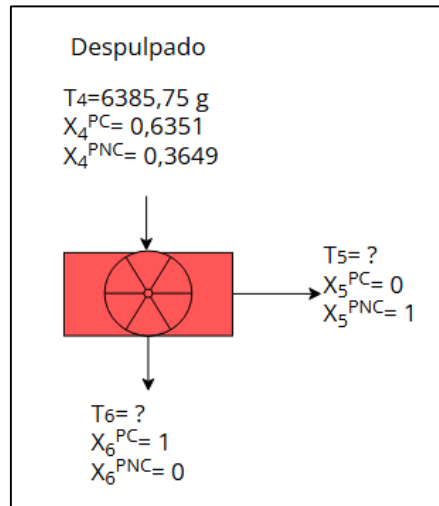 Despulpado
T4=6385,75 g
X₄ᴾᶜ= 0,6351
X₄ᴾᴺᶜ= 0,3649
T5= ?
X₅ᴾᶜ= 0
X₅ᴾᴺᶜ= 1
T6= ?
X₆ᴾᶜ= 1
X₆ᴾᴺᶜ= 0